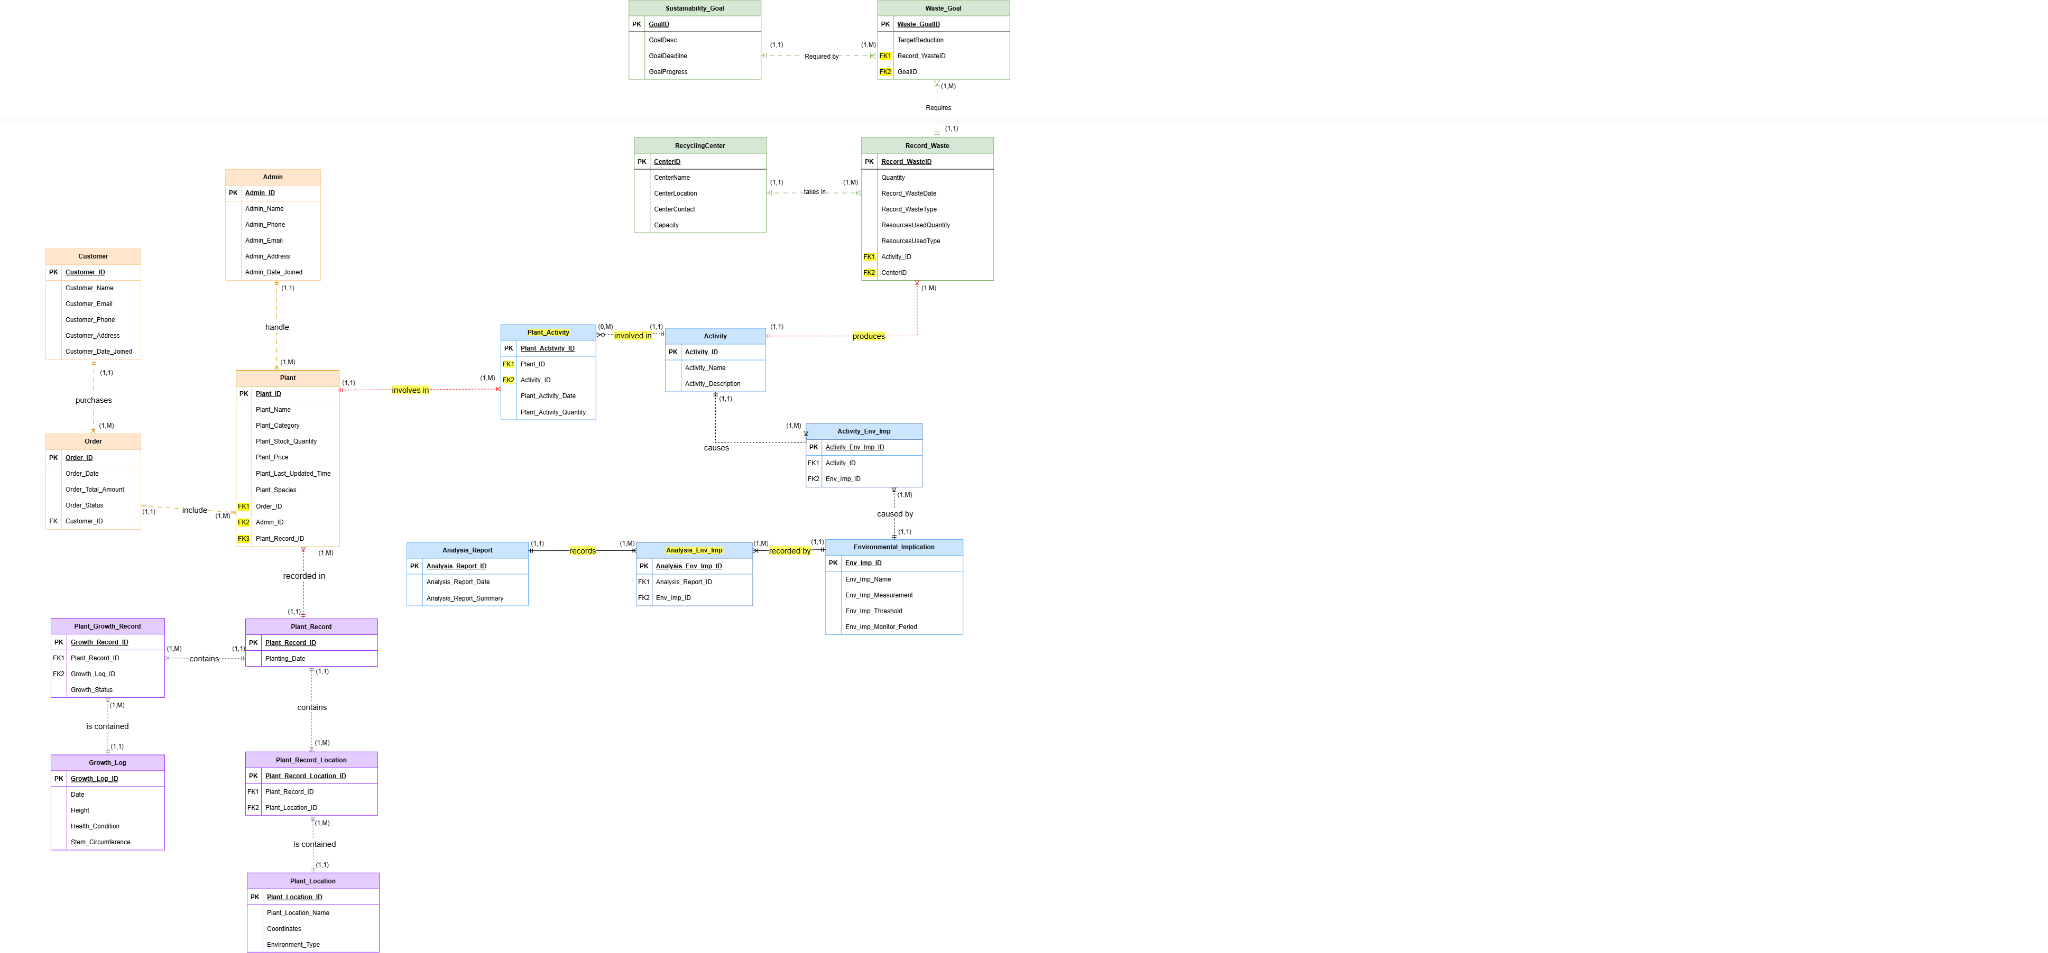 Sustainability_Goal
PK GoalID
GoalDesc
GoalDeadline
GoalProgress
(1,1)
Required by
(1,M)
Waste_Goal
PK Waste_GoalID
TargetReduction
FK1 Record_WasteID
FK2 GoalID
(1,M)
Requires
(1,1)
RecyclingCenter
PK CenterID
CenterName
CenterLocation
CenterContact
Capacity
(1,1)
takes in
(1,M)
Record_Waste
PK Record_WasteID
Quantity
Record_WasteDate
Record_WasteType
ResourcesUsedQuantity
ResourcesUsedType
FK1 Activity_ID
FK2 CenterID
(1.M)
Admin
PK Admin_ID
Admin_Name
Admin_Phone
Admin_Email
Admin_Address
Admin_Date_Joined
(1,1)
handle
(1,M)
Customer
PK Customer_ID
Customer_Name
Customer_Email
Customer_Phone
Customer_Address
Customer_Date_Joined
(1,1)
purchases
(1,M)
Order
PK Order_ID
Order_Date
Order_Total_Amount
Order_Status
FK Customer_ID
(1,1)
include
(1,M)
Plant
PK Plant_ID
Plant_Name
Plant_Category
Plant_Stock_Quantity
Plant_Price
Plant_Last_Updated_Time
Plant_Species
FK1 Order_ID
FK2 Admin_ID
FK3 Plant_Record_ID
(1,1)
involves in
(1,M)
Plant_Activity
PK Plant_Actitvity_ID
FK1 Plant_ID
FK2 Activity_ID
Plant_Activity_Date
Plant_Activity_Quantity
(0,M)
involved in
(1,1)
Activity
PK Activity_ID
Activity_Name
Activity_Description
(1,1)
produces
(1,1)
causes
(1,M)
Activity_Env_Imp
PK Activity_Env_Imp_ID
FK1 Activity_ID
FK2 Env_Imp_ID
(1,M)
caused by
(1,1)
Analysis_Report
PK Analysis_Report_ID
Analysis_Report_Date
Analysis_Report_Summary
(1,1)
records
(1,M)
Analysis_Env_Imp
PK Analysis_Env_Imp_ID
FK1 Analysis_Report_ID
FK2 Env_Imp_ID
(1,M)
recorded by
(1,1)
Environmental_Implication
PK Env_Imp_ID
Env_Imp_Name
Env_Imp_Measurement
Env_Imp_Threshold
Env_Imp_Monitor_Period
(1,M)
recorded in
(1,1)
Plant_Growth_Record
PK Growth_Record_ID
FK1 Plant_Record_ID
FK2 Growth_Log_ID
Growth_Status
(1,M)
contains
(1,1)
Plant_Record
PK Plant_Record_ID
Planting_Date
(1,M)
is contained
(1,1)
(1,1)
contains
(1,M)
Growth_Log
PK Growth_Log_ID
Date
Height
Health_Condition
Stem_Circumference
Plant_Record_Location
PK Plant_Record_Location_ID
FK1 Plant_Record_ID
FK2 Plant_Location_ID
(1,M)
is contained
(1,1)
Plant_Location
PK Plant_Location_ID
Plant_Location_Name
Coordinates
Environment_Type